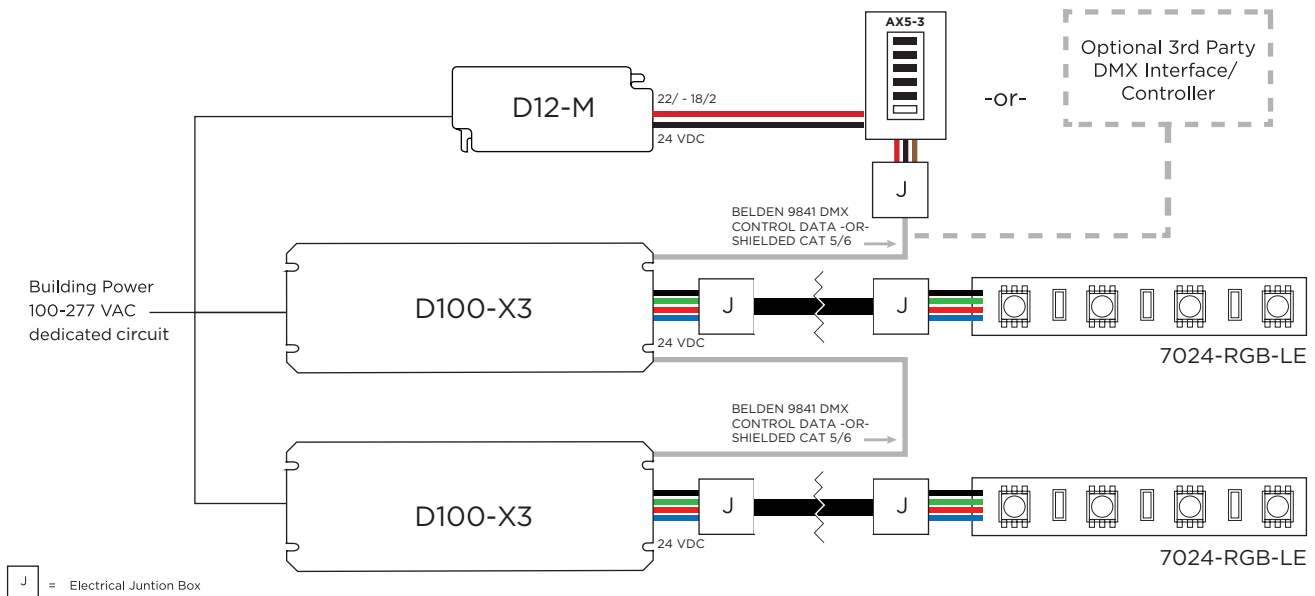 AX5-3
Optional 3rd Party
DMX Interface/
Controller
-or-
D12-M
22/ - 18/2
24 VDC
J
BELDEN 9841 DMX
CONTROL DATA -OR-
SHIELDED CAT 5/6
Building Power
100-277 VAC
dedicated circuit
D100-X3
J
J
24 VDC
7024-RGB-LE
BELDEN 9841 DMX
CONTROL DATA -OR-
SHIELDED CAT 5/6
D100-X3
J
J
24 VDC
7024-RGB-LE
J = Electrical Juntion Box